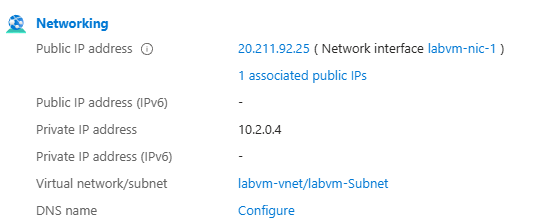 Networking
Public IP address 20.211.92.25 ( Network interface labvm-nic-1 )
1 associated public IPs
Public IP address (IPv6) -
Private IP address 10.2.0.4
Private IP address (IPv6) -
Virtual network/subnet labvm-vnet/labvm-Subnet
DNS name Configure